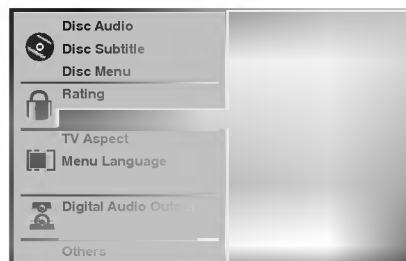 Disc Audio
Disc Subtitle
Disc Menu
Rating
TV Aspect
Menu Language
Digital Audio
Others